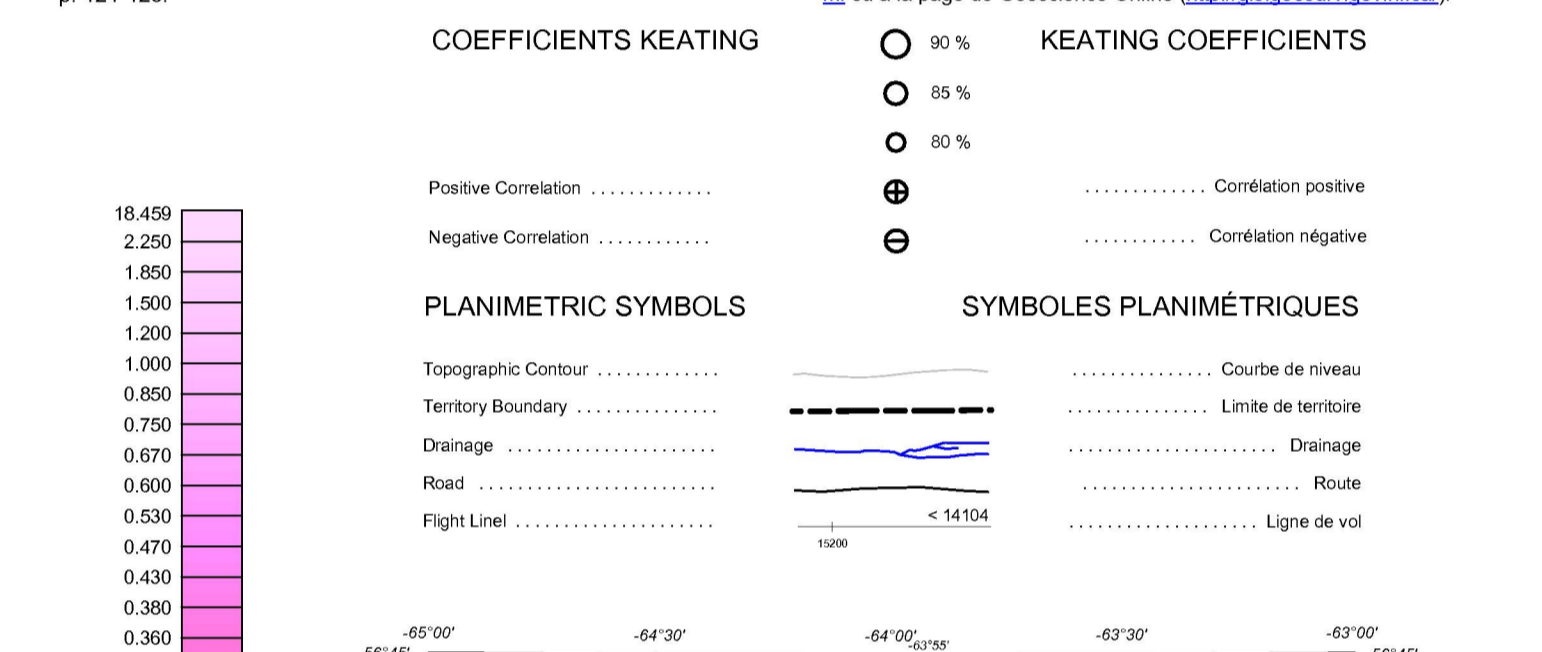 COEFFICIENTS KEATING
90 %
KEATING COEFFICIENTS
85 %
80 %
Positive Correlation . . . . . . . . . . . . .
. . . . . . . . . . . . . Corrélation positive
Negative Correlation . . . . . . . . . . . .
. . . . . . . . . . . . Corrélation négative
18.459
2.250
1.850
1.500
1.200
1.000
0.850
0.750
0.670
0.600
0.530
0.470
0.430
0.380
0.360
PLANIMETRIC SYMBOLS
SYMBOLES PLANIMÉTRIQUES
Topographic Contour . . . . . . . . . . . . .
. . . . . . . . . . . . . . . Courbe de niveau
Territory Boundary . . . . . . . . . . . . . . .
. . . . . . . . . . . . . . . Limite de territoire
Drainage . . . . . . . . . . . . . . . . . . . . . .
. . . . . . . . . . . . . . . . . . . . . . Drainage
Road . . . . . . . . . . . . . . . . . . . . . . . . .
. . . . . . . . . . . . . . . . . . . . . . . Route
Flight Linel . . . . . . . . . . . . . . . . . . . . .
< 14104
15200
. . . . . . . . . . . . . . . . . . . . Ligne de vol
-65°00' -64°30' -64°00' -63°55' -63°30' -63°00'